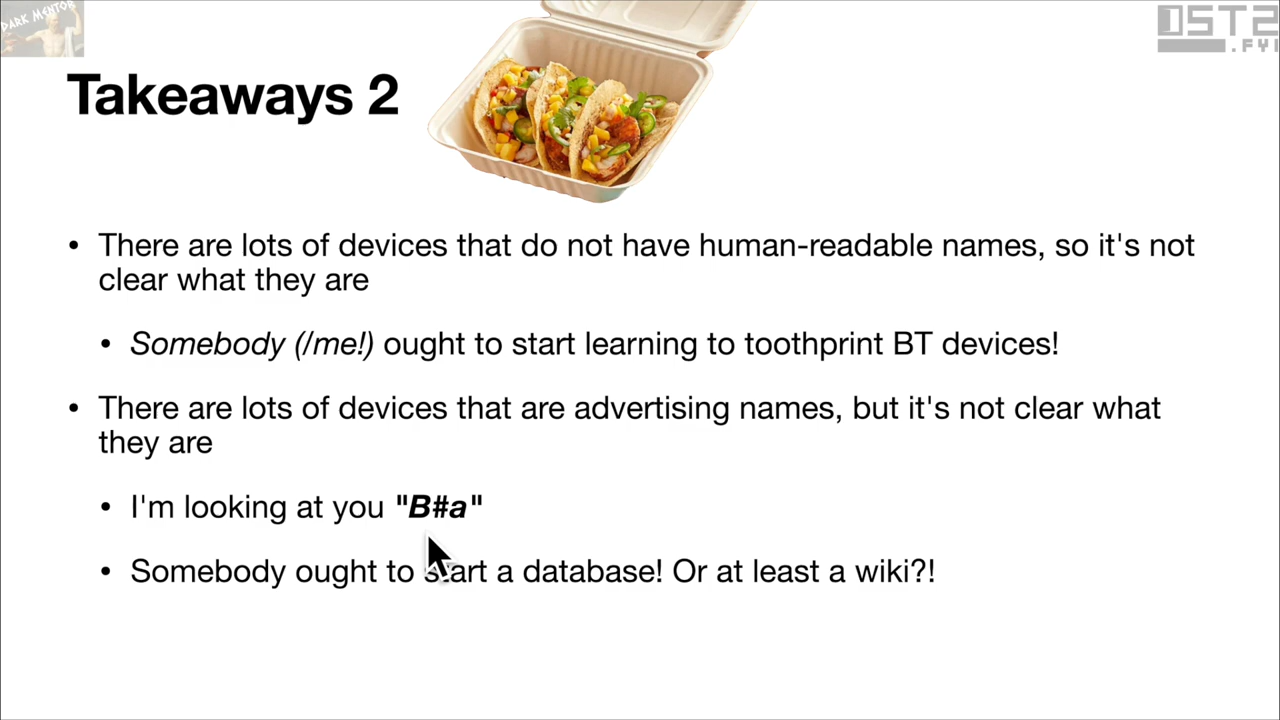 DARK MENTOR
OST2
.FYI
Takeaways 2
• There are lots of devices that do not have human-readable names, so it's not
clear what they are
• Somebody (/me!) ought to start learning to toothprint BT devices!
• There are lots of devices that are advertising names, but it's not clear what
they are
• I'm looking at you "B#a"
• Somebody ought to start a database! Or at least a wiki?!